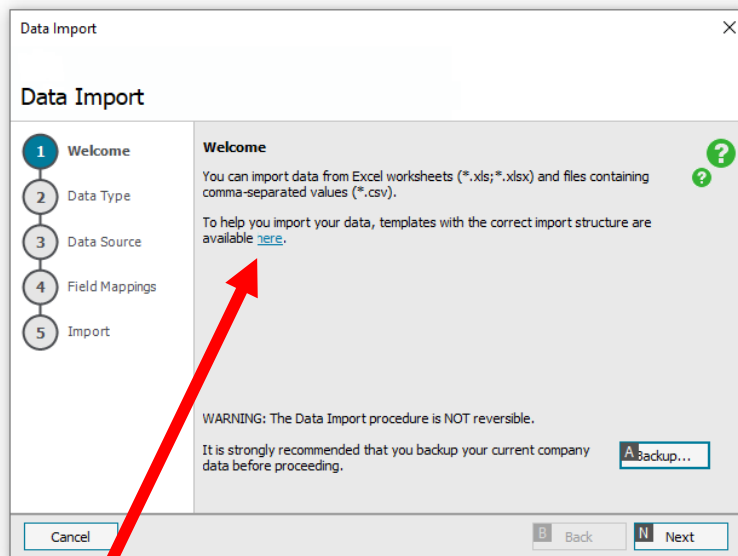 Data Import
Data Import
1 Welcome
2 Data Type
3 Data Source
4 Field Mappings
5 Import
Welcome
You can import data from Excel worksheets (*.xls;*.xlsx) and files containing
comma-separated values (*.csv).
To help you import your data, templates with the correct import structure are
available here.
WARNING: The Data Import procedure is NOT reversible.
It is strongly recommended that you backup your current company
data before proceeding.
A Backup...
Cancel
B Back
N Next